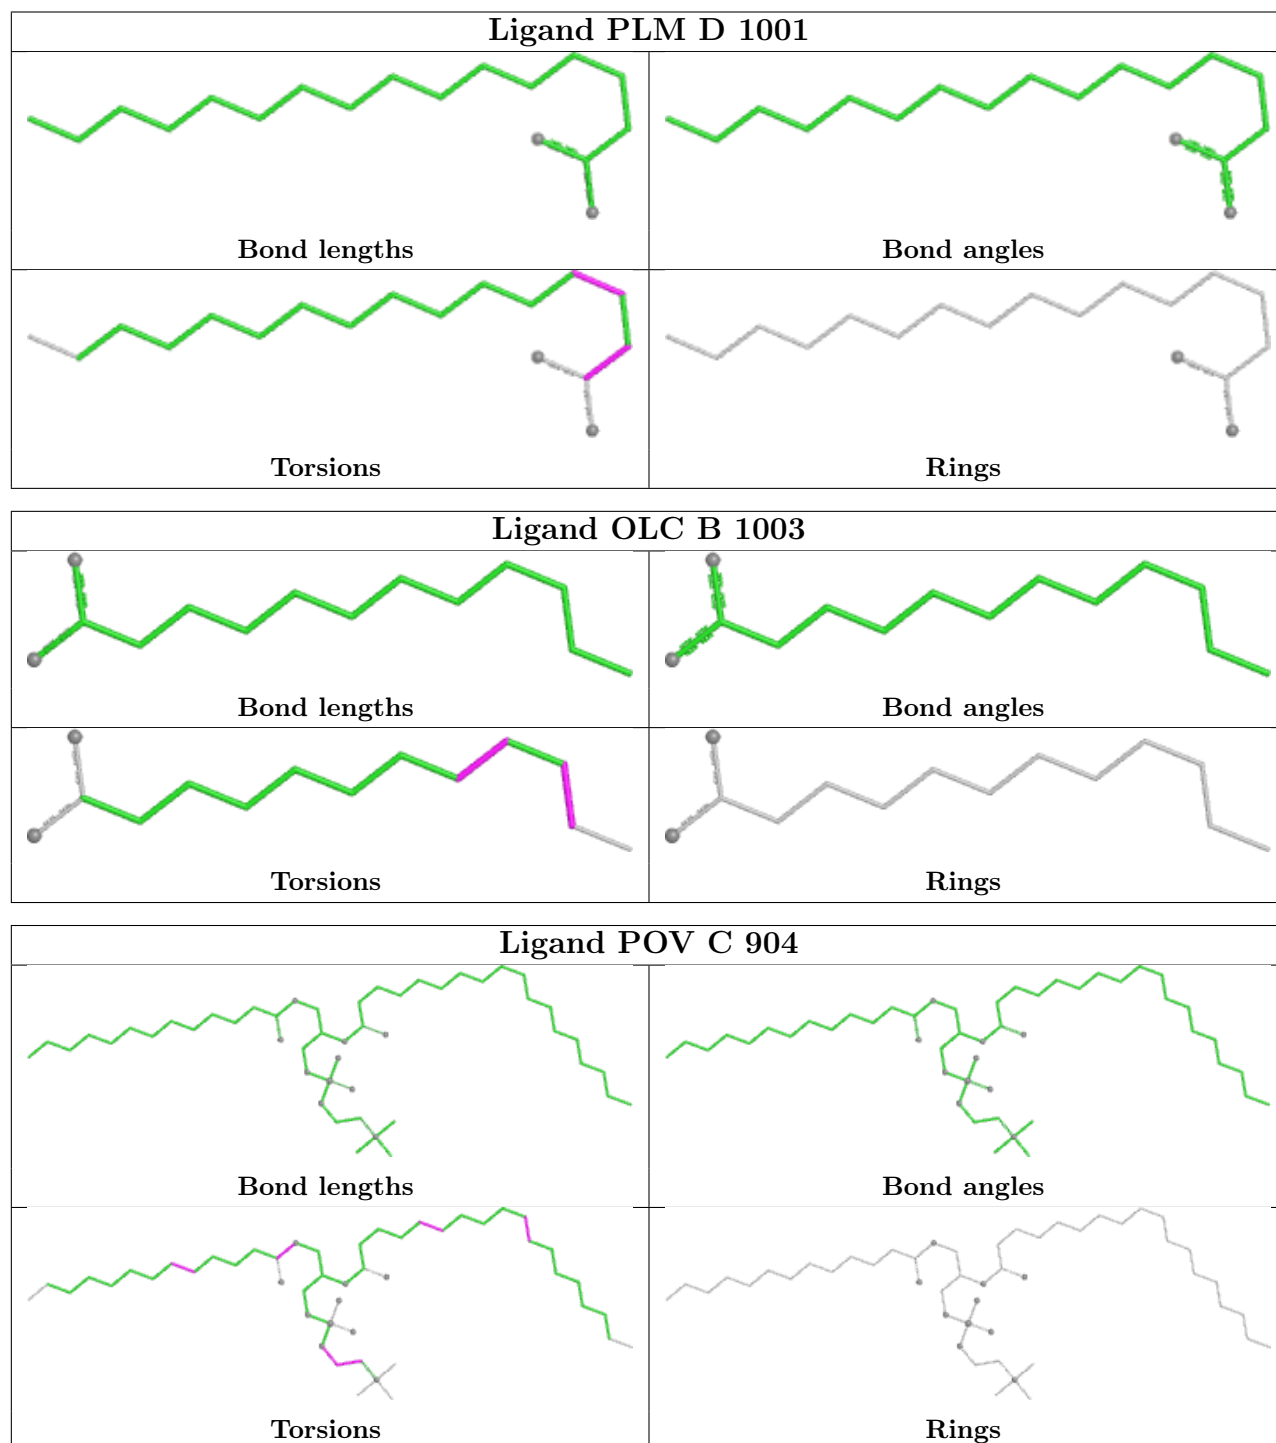 Ligand PLM D 1001
Bond lengths
Bond angles
Torsions
Rings
Ligand OLC B 1003
Bond lengths
Bond angles
Torsions
Rings
Ligand POV C 904
Bond lengths
Bond angles
Torsions
Rings